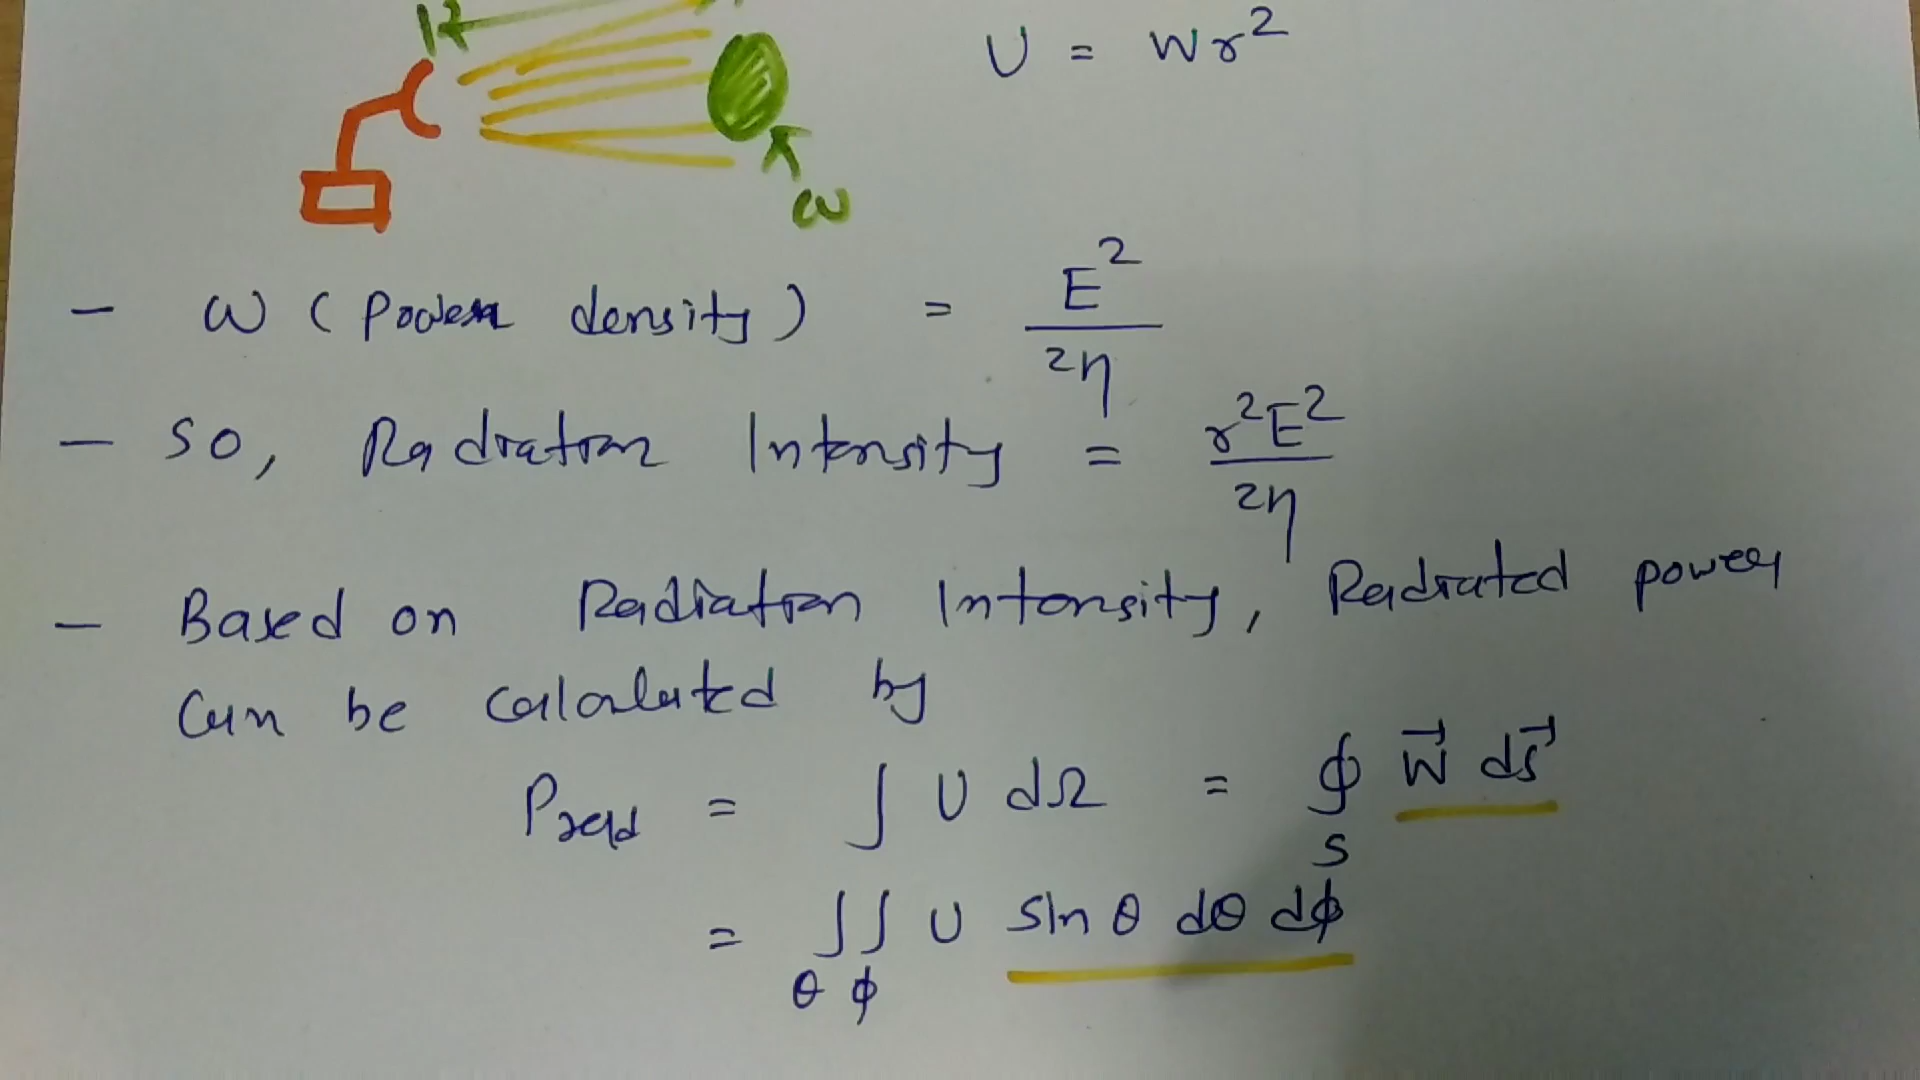 U = Wr²
W
- W (Power density) = E² / 2η
- So, Radiation Intensity = r²E² / 2η
- Based on Radiation Intensity, Radiated power
can be calculated by
Prad = ∫ U dΩ = ∮S W⃗ ds⃗
= ∫∫ U sin θ dθ dϕ
θ ϕ